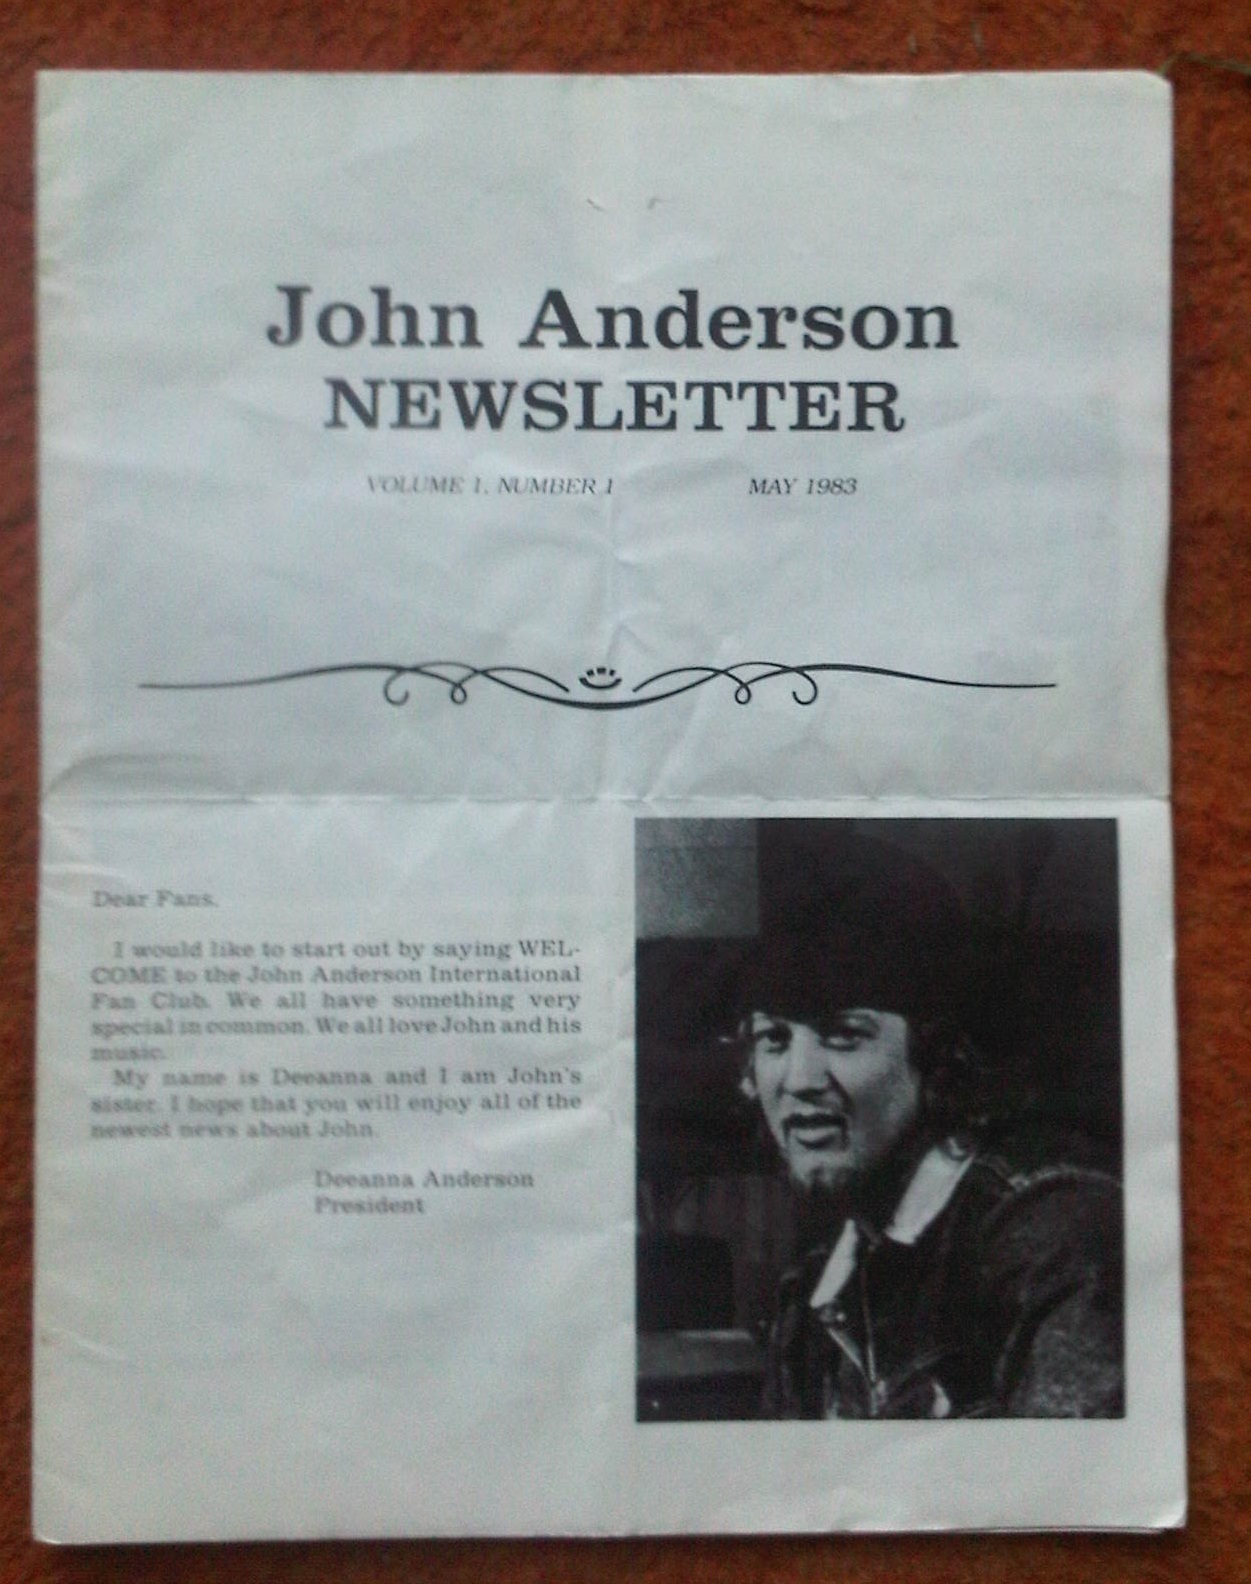 John Anderson
NEWSLETTER
VOLUME 1, NUMBER 1 MAY 1983
Dear Fans,
I would like to start out by saying WEL-
COME to the John Anderson International
Fan Club. We all have something very
special in common. We all love John and his
music.
My name is Deeanna and I am John's
sister. I hope that you will enjoy all of the
newest news about John.
Deeanna Anderson
President